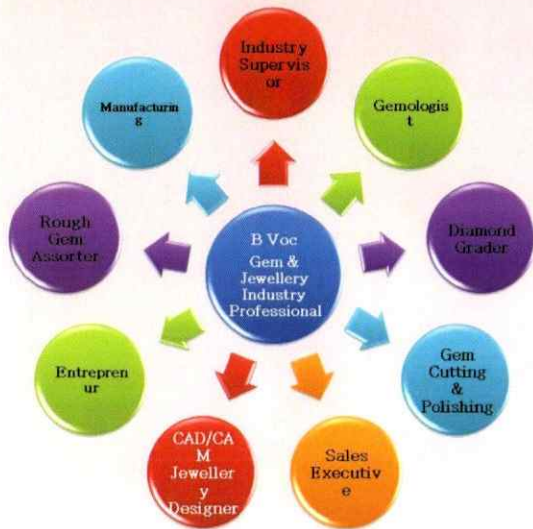 Industry
Supervis
or
Gemologis
t
Diamond
Grader
Gem
Cutting
&
Polishing
Sales
Executiv
e
CAD/CA
M
Jeweller
y
Designer
Entrepren
ur
Rough
Gem
Assorter
Manufacturin
g
B Voc
Gem &
Jewellery
Industry
Professional